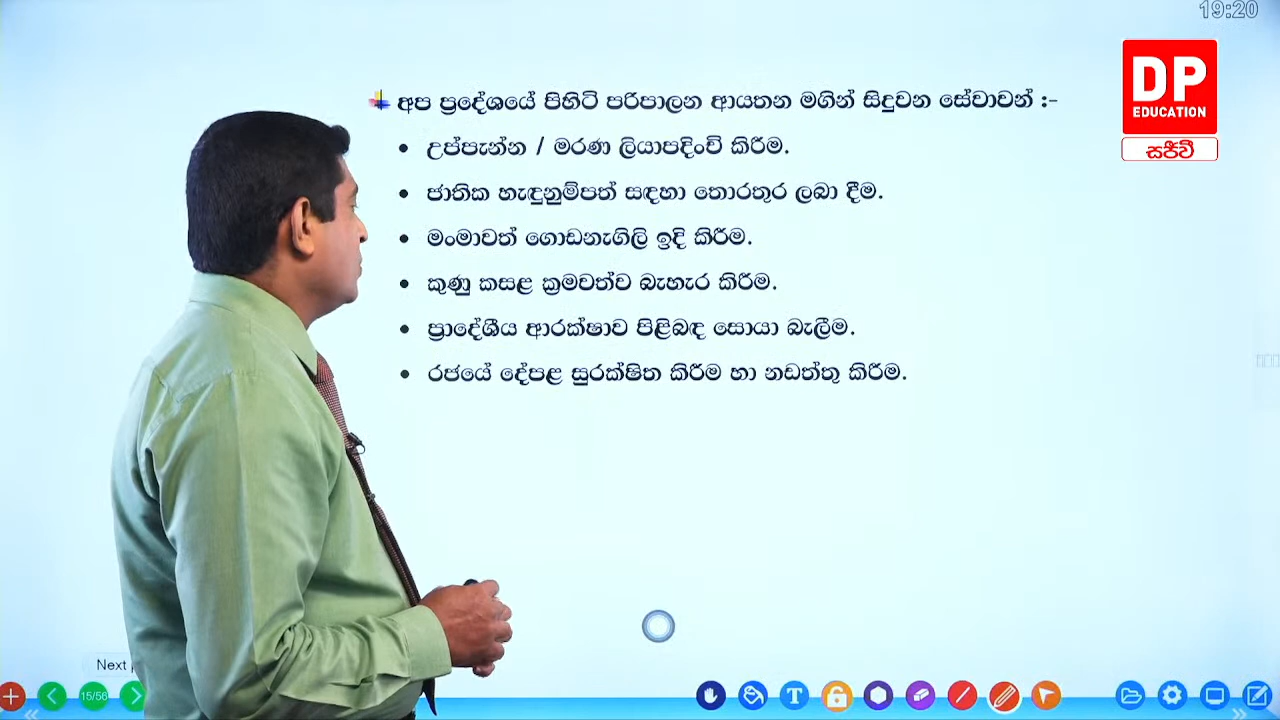 19:20
DP
EDUCATION
සජීවී
අප ප්‍රදේශයේ පිහිටි පරිපාලන ආයතන මගින් සිදුවන සේවාවන් :-
• උප්පැන්න / මරණ ලියාපදිංචි කිරීම.
• ජාතික හැඳුනුම්පත් සඳහා තොරතුර ලබා දීම.
• මංමාවත් ගොඩනැගිලි ඉදි කිරීම.
• කුණු කසළ ක්‍රමවත්ව බැහැර කිරීම.
• ප්‍රාදේශීය ආරක්ෂාව පිළිබඳ සොයා බැලීම.
• රජයේ දේපළ සුරක්ෂිත කිරීම හා නඩත්තු කිරීම.
Next
15/56